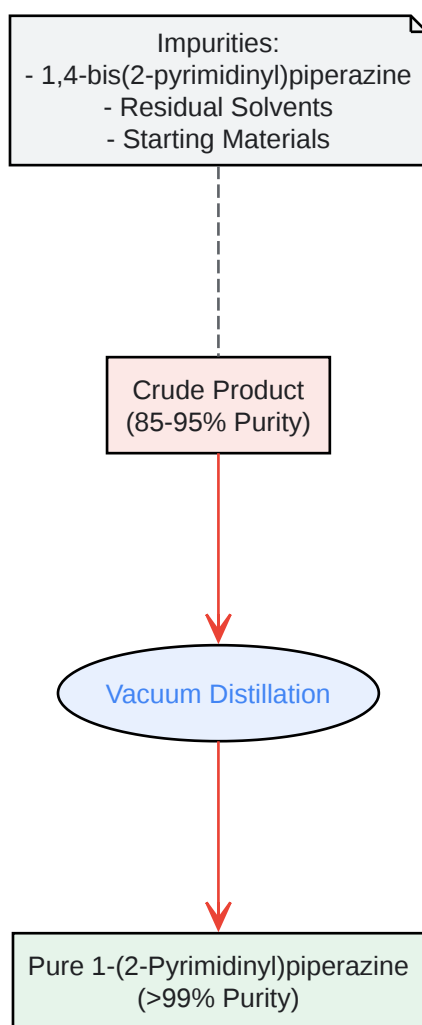 Impurities:
- 1,4-bis(2-pyrimidinyl)piperazine
- Residual Solvents
- Starting Materials
Crude Product
(85-95% Purity)
Vacuum Distillation
Pure 1-(2-Pyrimidinyl)piperazine
(>99% Purity)